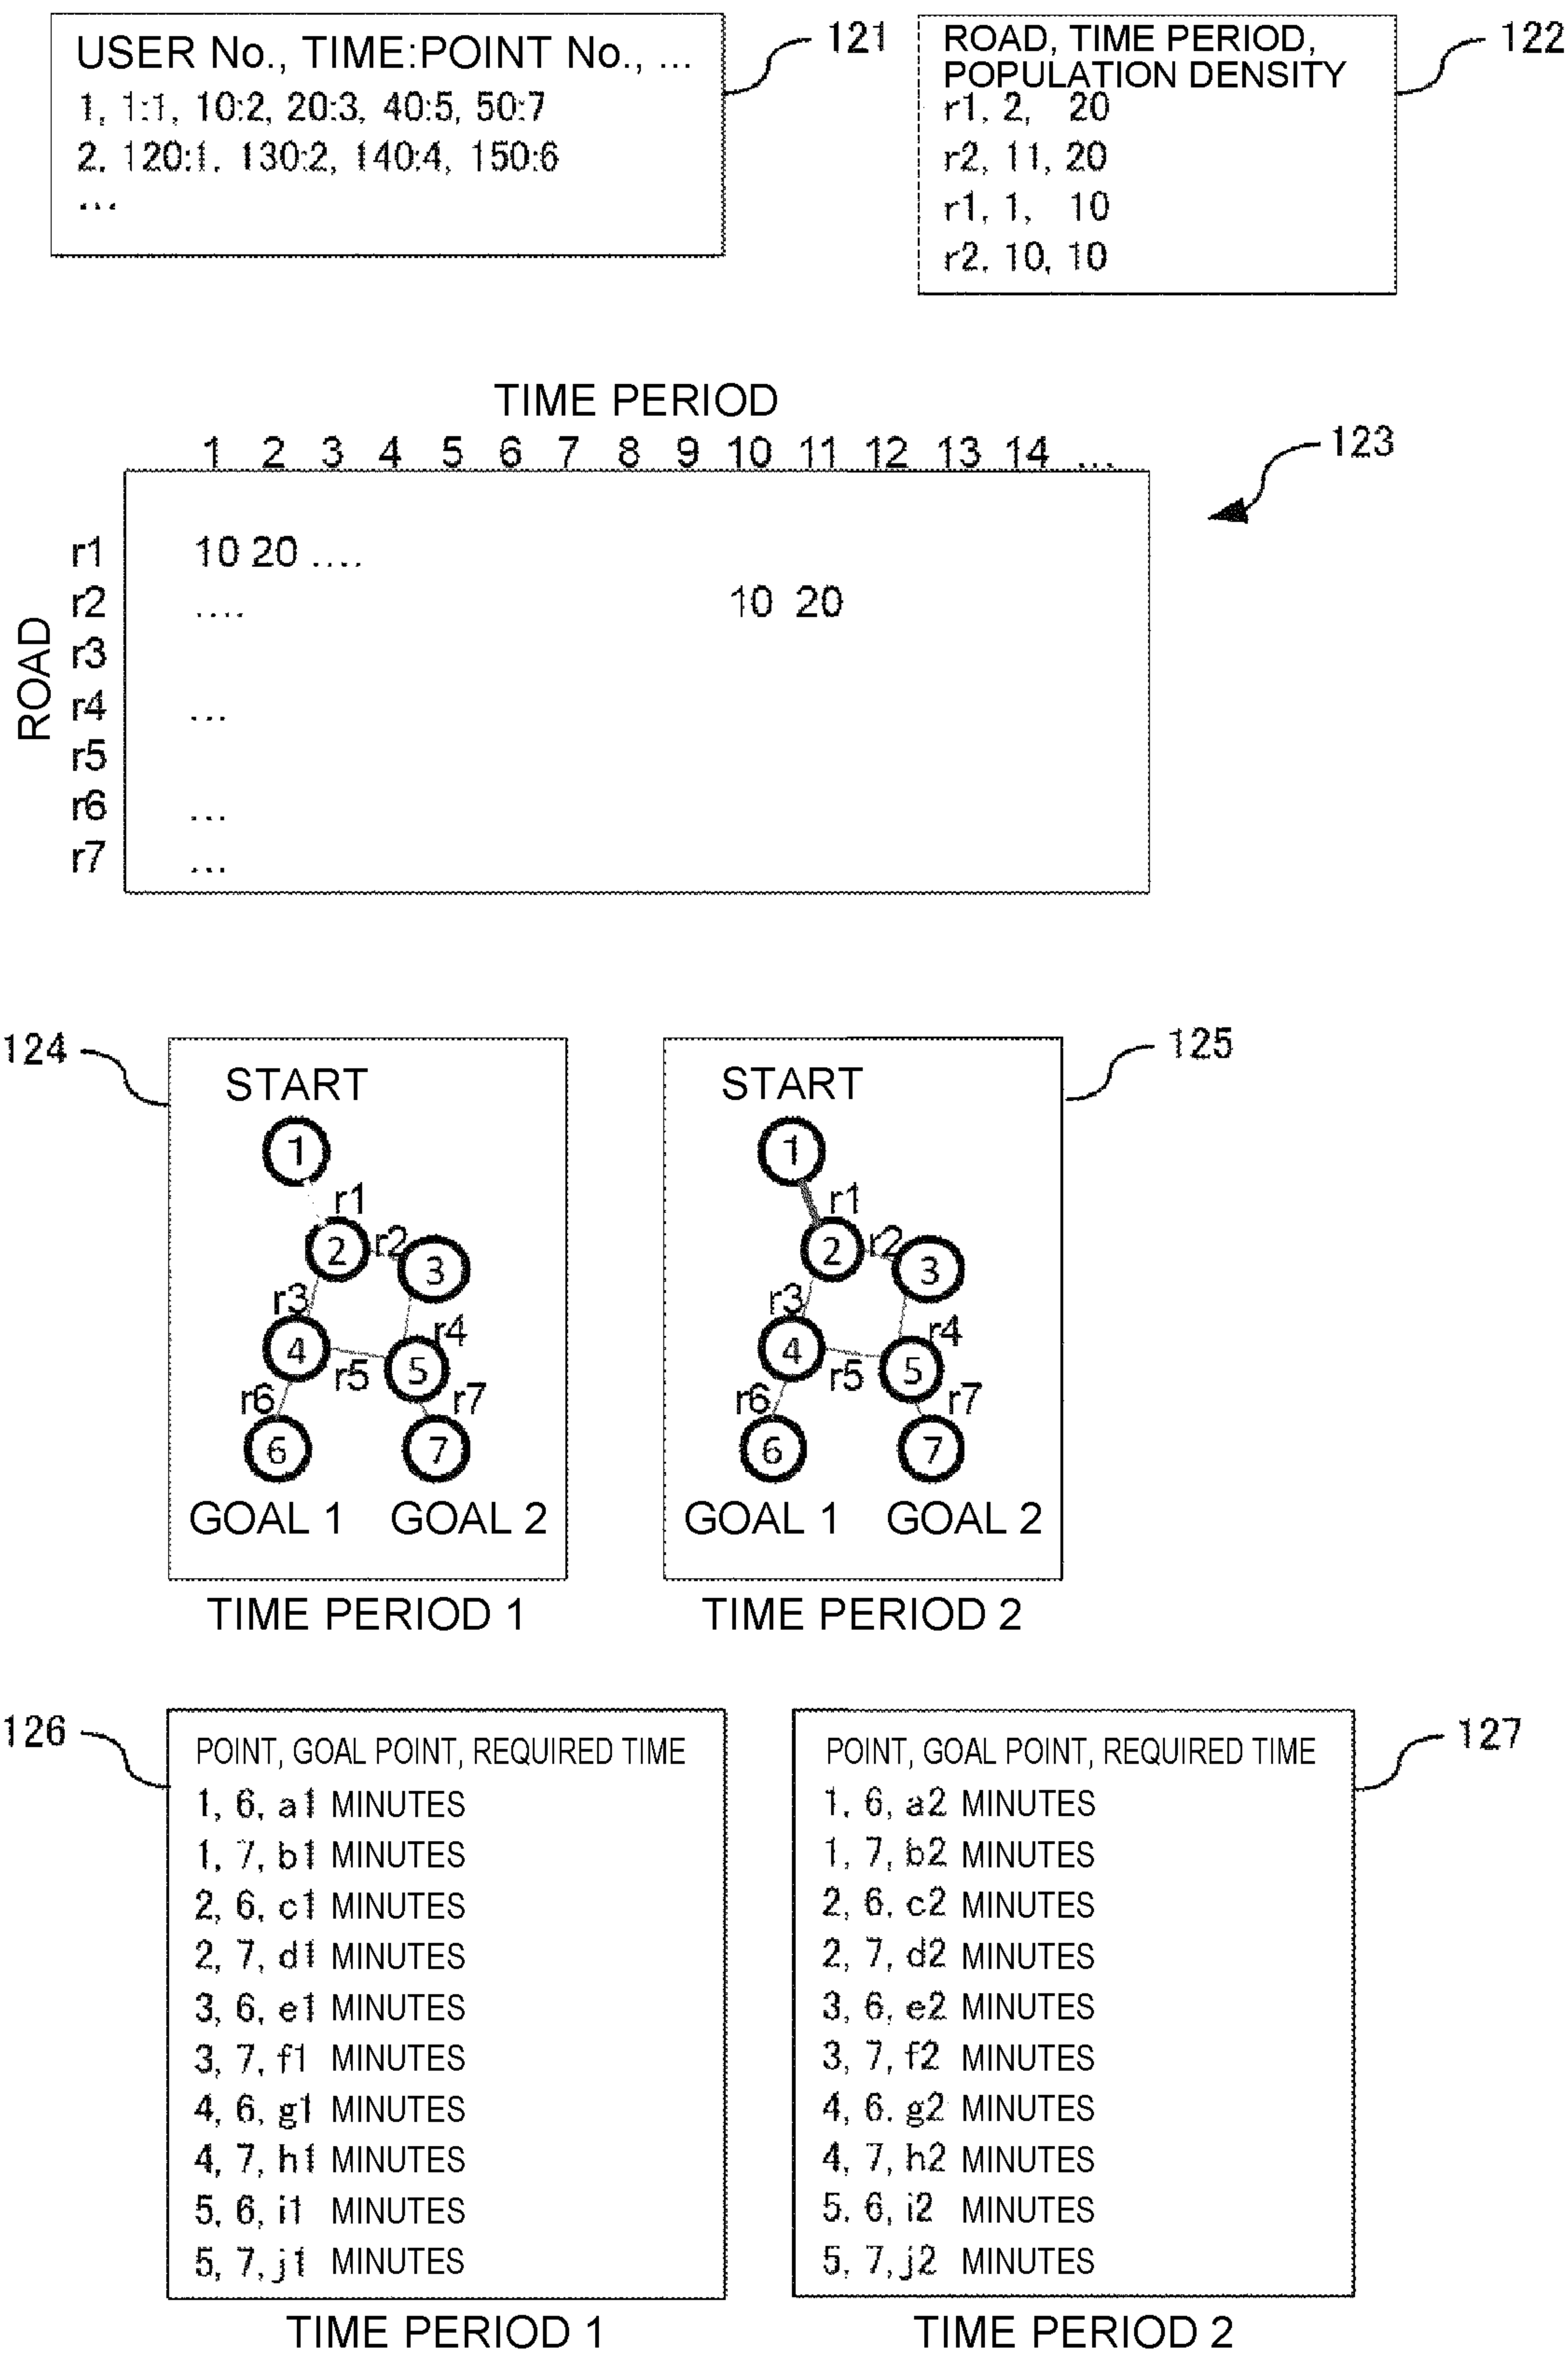 USER No., TIME:POINT No., ...
1, 1:1, 10:2, 20:3, 40:5, 50:7
2, 120:1, 130:2, 140:4, 150:6
...
121
ROAD, TIME PERIOD,
POPULATION DENSITY
r1, 2, 20
r2, 11, 20
r1, 1, 10
r2, 10, 10
122
TIME PERIOD
1 2 3 4 5 6 7 8 9 10 11 12 13 14 ...
123
ROAD
r1 10 20 ....
r2 .... 10 20
r3
r4 ...
r5
r6 ...
r7 ...
124
START
1
r1
2 r2 3
r3
4 r5 5 r4
r6 r7
6 7
GOAL 1 GOAL 2
TIME PERIOD 1
125
START
1
r1
2 r2 3
r3
4 r5 5 r4
r6 r7
6 7
GOAL 1 GOAL 2
TIME PERIOD 2
126
POINT, GOAL POINT, REQUIRED TIME
1, 6, a1 MINUTES
1, 7, b1 MINUTES
2, 6, c1 MINUTES
2, 7, d1 MINUTES
3, 6, e1 MINUTES
3, 7, f1 MINUTES
4, 6, g1 MINUTES
4, 7, h1 MINUTES
5, 6, i1 MINUTES
5, 7, j1 MINUTES
TIME PERIOD 1
127
POINT, GOAL POINT, REQUIRED TIME
1, 6, a2 MINUTES
1, 7, b2 MINUTES
2, 6, c2 MINUTES
2, 7, d2 MINUTES
3, 6, e2 MINUTES
3, 7, f2 MINUTES
4, 6, g2 MINUTES
4, 7, h2 MINUTES
5, 6, i2 MINUTES
5, 7, j2 MINUTES
TIME PERIOD 2